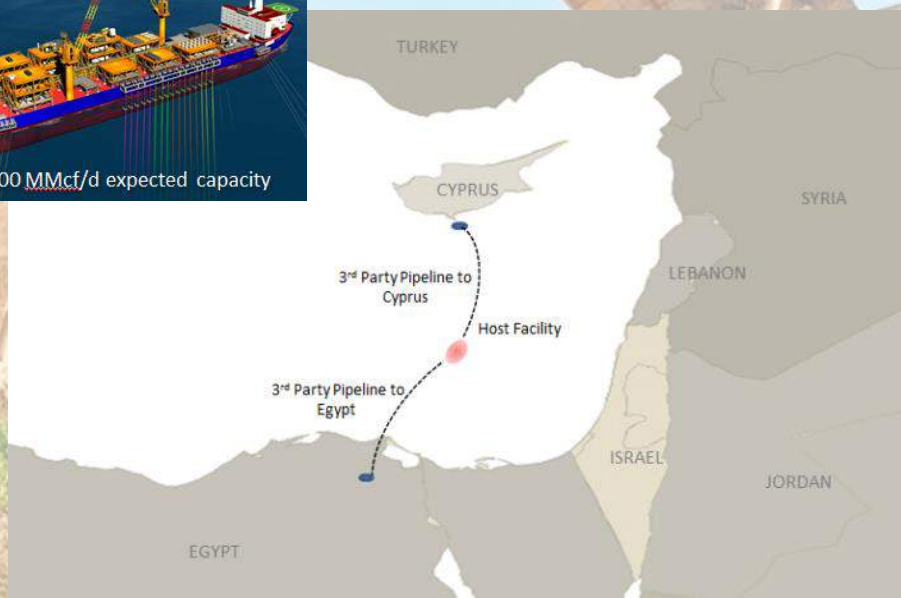 TURKEY
00 MMcf/d expected capacity
CYPRUS
SYRIA
3rd Party Pipeline to
Cyprus
LEBANON
Host Facility
3rd Party Pipeline to
Egypt
ISRAEL
JORDAN
EGYPT